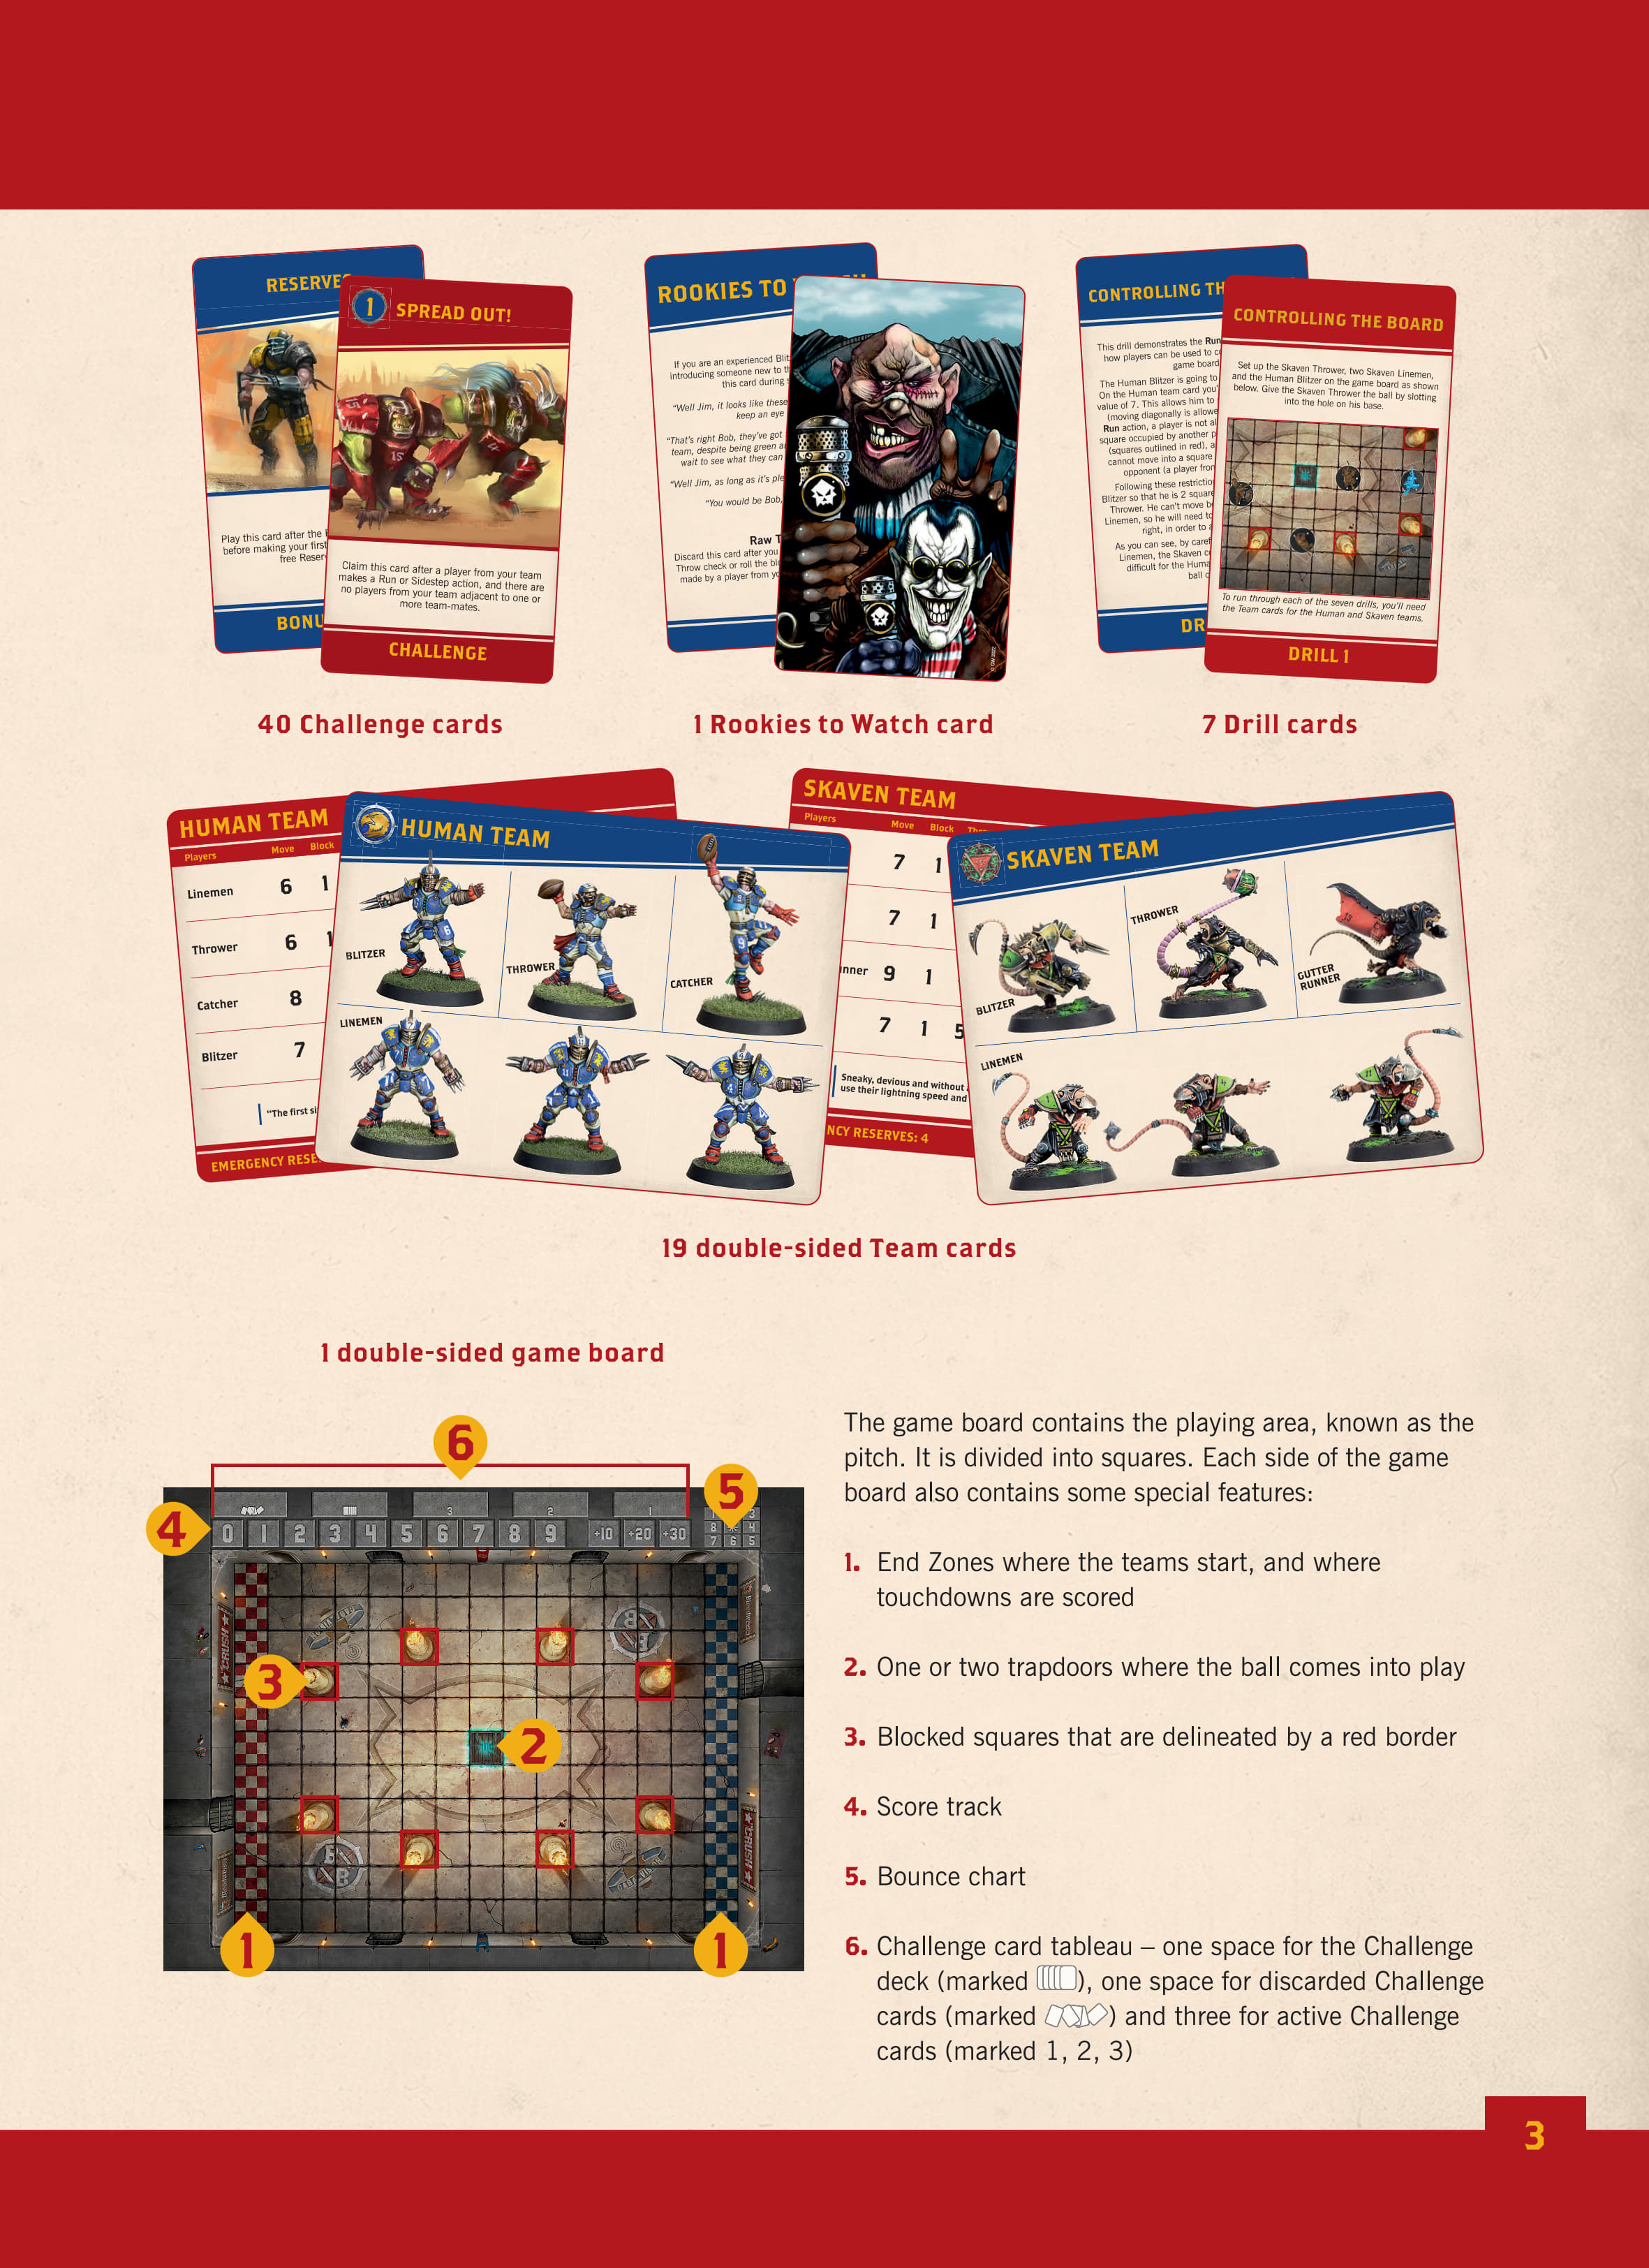 RESERVE
Play this card after the
before making your first
free Reser
BONU
1
SPREAD OUT!
Claim this card after a player from your team
makes a Run or Sidestep action, and there are
no players from your team adjacent to one or
more team-mates.
CHALLENGE
40 Challenge cards
ROOKIES TO
If you are an experienced Blit
introducing someone new to th
this card during
"Well Jim, it looks like these
keep an eye
"That's right Bob, they've got
team, despite being green a
wait to see what they can
"Well Jim, as long as it's ple
"You would be Bob,
Raw T
Discard this card after you
Throw check or roll the bl
made by a player from yo
1 Rookies to Watch card
CONTROLLING TH
This drill demonstrates the Run
how players can be used to c
game board
The Human Blitzer is going to
On the Human team card you'
value of 7. This allows him to
(moving diagonally is allowe
Run action, a player is not al
square occupied by another p
(squares outlined in red), a
cannot move into a square
opponent (a player from
Following these restrictio
Blitzer so that he is 2 square
Thrower. He can't move b
Linemen, so he will need to
right, in order to a
As you can see, by caref
Linemen, the Skaven c
difficult for the Huma
ball c
DR
CONTROLLING THE BOARD
Set up the Skaven Thrower, two Skaven Linemen,
and the Human Blitzer on the game board as shown
below. Give the Skaven Thrower the ball by slotting
into the hole on his base.
To run through each of the seven drills, you'll need
the Team cards for the Human and Skaven teams.
DRILL 1
7 Drill cards
HUMAN TEAM
Players Move Block
Linemen 6 1
Thrower 6 1
Catcher 8
Blitzer 7
"The first si
EMERGENCY RESE
HUMAN TEAM
BLITZER
THROWER
CATCHER
LINEMEN
SKAVEN TEAM
Players Move Block Thr
7 1
7 1
nner 9 1
7 1 5
Sneaky, devious and without
use their lightning speed and
NCY RESERVES: 4
SKAVEN TEAM
BLITZER
THROWER
GUTTER
RUNNER
LINEMEN
19 double-sided Team cards
1 double-sided game board
6
5
4
3 2 1
0 1 2 3 4 5 6 7 8 9 +10 +20 +30
1 3
8 4
7 6 5
CRUSH
Bloodweiser
3
2
CRUSH
Bloodweiser
1
1
The game board contains the playing area, known as the
pitch. It is divided into squares. Each side of the game
board also contains some special features:
1. End Zones where the teams start, and where
touchdowns are scored
2. One or two trapdoors where the ball comes into play
3. Blocked squares that are delineated by a red border
4. Score track
5. Bounce chart
6. Challenge card tableau – one space for the Challenge
deck (marked ), one space for discarded Challenge
cards (marked ) and three for active Challenge
cards (marked 1, 2, 3)
3